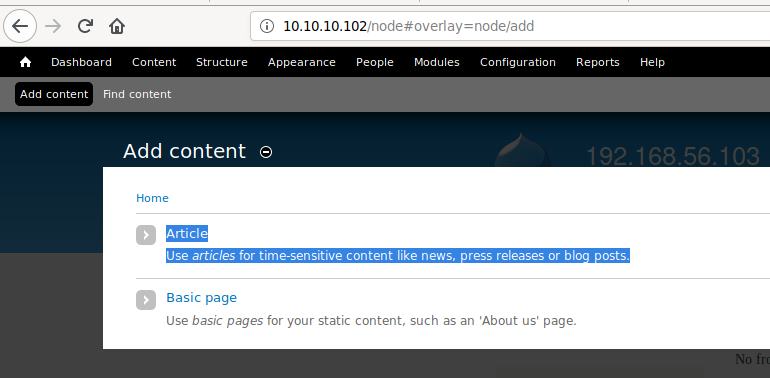 10.10.10.102/node#overlay=node/add
Dashboard Content Structure Appearance People Modules Configuration Reports Help
Add content Find content
Add content
192.168.56.103
Home
Article
Use articles for time-sensitive content like news, press releases or blog posts.
Basic page
Use basic pages for your static content, such as an 'About us' page.
No fr